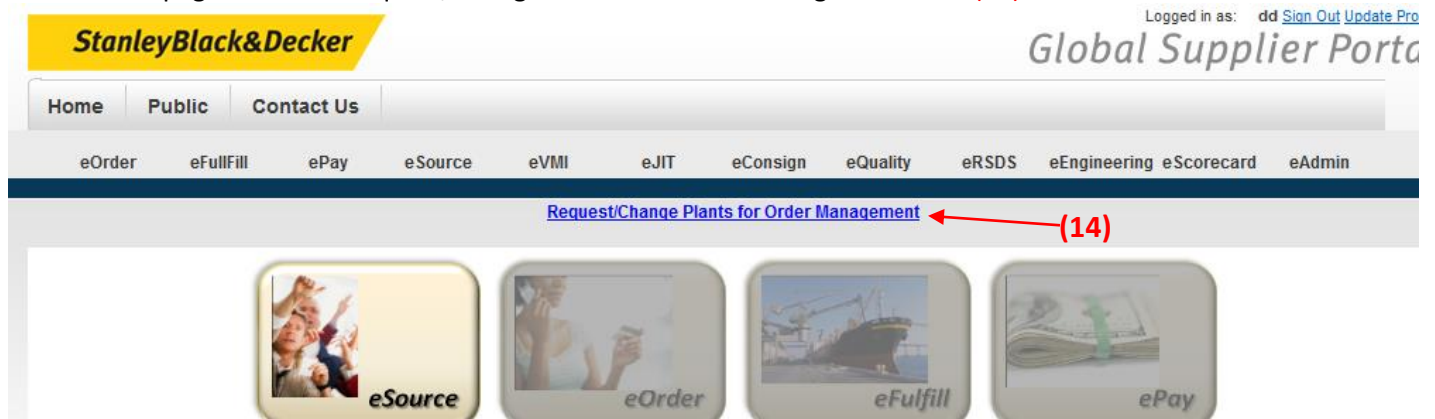 Logged in as: dd Sign Out Update Pro
StanleyBlack&Decker
Global Supplier Porta
Home Public Contact Us
eOrder eFullFill ePay eSource eVMI eJIT eConsign eQuality eRSDS eEngineering eScorecard eAdmin
Request/Change Plants for Order Management
(14)
eSource eOrder eFulfill ePay